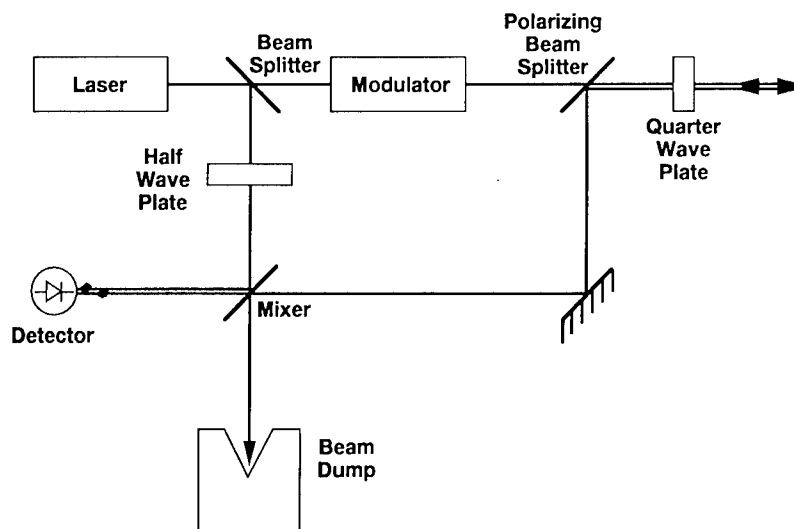 Laser
Beam
Splitter
Modulator
Polarizing
Beam
Splitter
Quarter
Wave
Plate
Half
Wave
Plate
Detector
Mixer
Beam
Dump